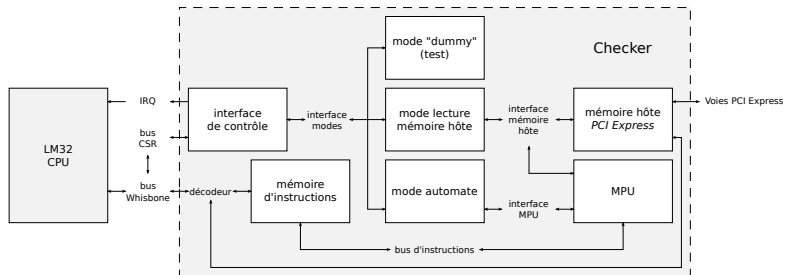 mode "dummy"
(test)
Checker
IRQ
interface
de contrôle
interface
modes
mode lecture
mémoire hôte
interface
mémoire
hôte
mémoire hôte
PCI Express
Voies PCI Express
LM32
CPU
bus
CSR
bus
Whisbone
décodeur
mémoire
d'instructions
mode automate
interface
MPU
MPU
bus d'instructions